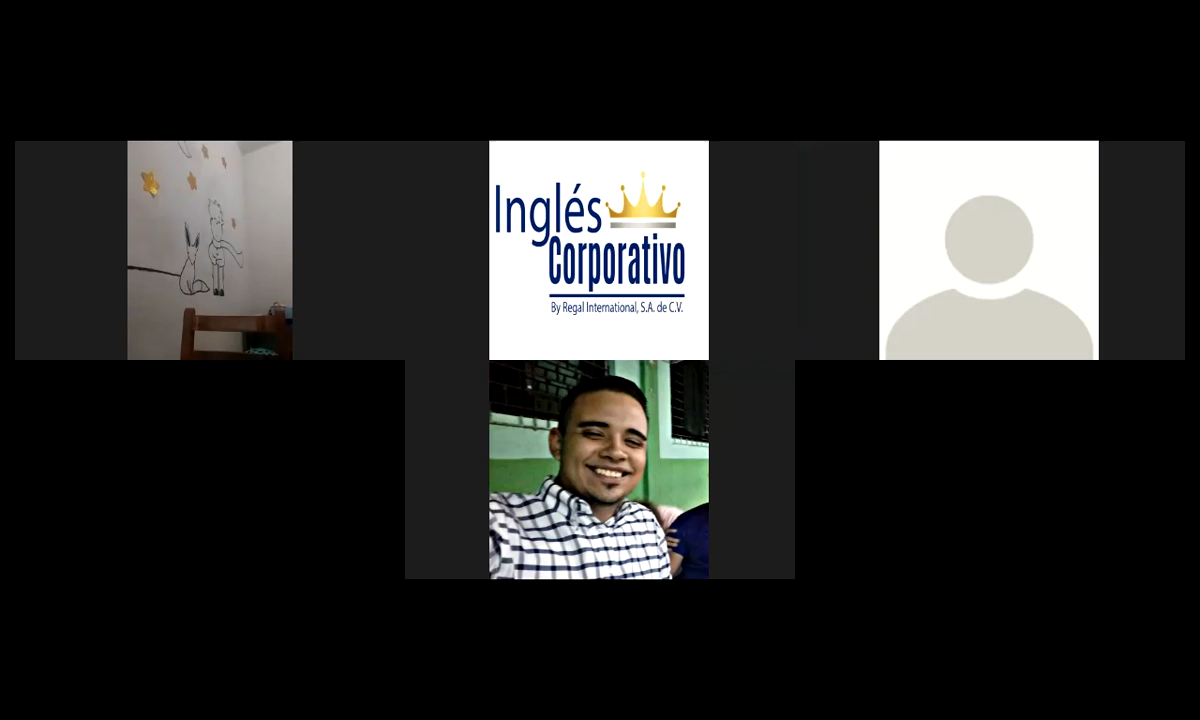 Inglés
Corporativo
By Regal International, S.A. de C.V.